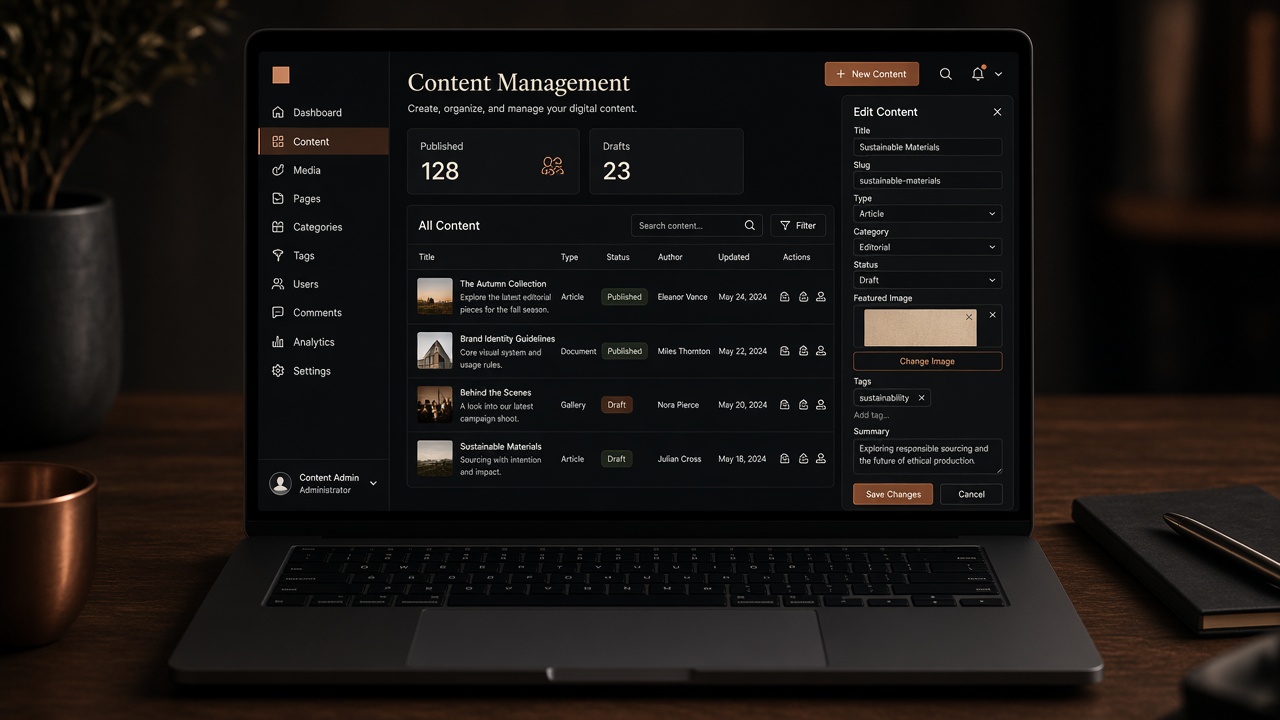 Content Management
Create, organize, and manage your digital content.
+ New Content
Dashboard
Content
Media
Pages
Categories
Tags
Users
Comments
Analytics
Settings
Content Admin
Administrator
Published
128
Drafts
23
All Content
Search content...
Filter
Title Type Status Author Updated Actions
The Autumn Collection
Explore the latest editorial
pieces for the fall season.
Article Published Eleanor Vance May 24, 2024
Brand Identity Guidelines
Core visual system and
usage rules.
Document Published Miles Thornton May 22, 2024
Behind the Scenes
A look into our latest
campaign shoot.
Gallery Draft Nora Pierce May 20, 2024
Sustainable Materials
Sourcing with intention
and impact.
Article Draft Julian Cross May 18, 2024
Edit Content
Title
Sustainable Materials
Slug
sustainable-materials
Type
Article
Category
Editorial
Status
Draft
Featured Image
Change Image
Tags
sustainability
Add tag...
Summary
Exploring responsible sourcing and
the future of ethical production.
Save Changes
Cancel